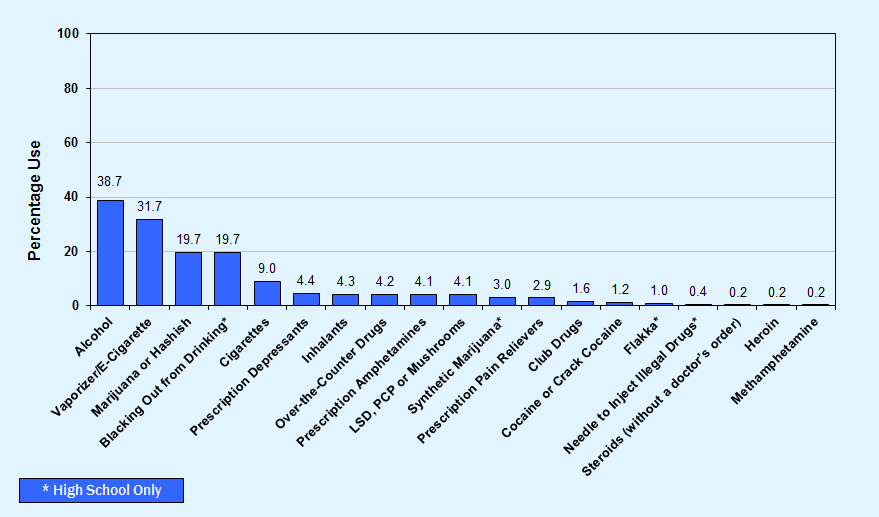 100
80
60
40
20
0
Percentage Use
38.7
31.7
19.7
19.7
9.0
4.4
4.3
4.2
4.1
4.1
3.0
2.9
1.6
1.2
1.0
0.4
0.2
0.2
0.2
Alcohol
Vaporizer/E-Cigarette
Marijuana or Hashish
Blacking Out from Drinking*
Cigarettes
Prescription Depressants
Inhalants
Over-the-Counter Drugs
Prescription Amphetamines
LSD, PCP or Mushrooms
Synthetic Marijuana*
Prescription Pain Relievers
Club Drugs
Cocaine or Crack Cocaine
Flakka*
Needle to Inject Illegal Drugs*
Steroids (without a doctor's order)
Heroin
Methamphetamine
* High School Only